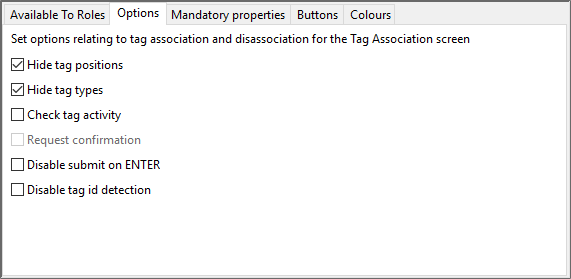 Available To Roles Options Mandatory properties Buttons Colours
Set options relating to tag association and disassociation for the Tag Association screen
Hide tag positions
Hide tag types
Check tag activity
Request confirmation
Disable submit on ENTER
Disable tag id detection